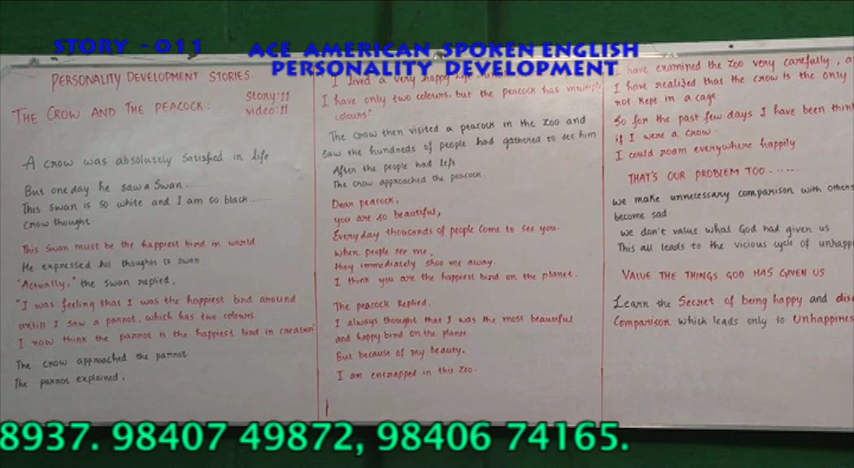 STORY - 011
ACE AMERICAN SPOKEN ENGLISH
PERSONALITY DEVELOPMENT
PERSONALITY DEVELOPMENT STORIES.
Story:11
THE CROW AND THE PEACOCK:
video:11
A crow was absolutely satisfied in life
But one day he saw a Swan......
This swan is so white and I am so black......
Crow thought
This Swan must be the happiest bird in world
He expressed his thoughts to swan
"Actually," the swan replied,
"I was feeling that I was the happiest bird around
until I saw a parrot, which has two colours
I now think the parrot is the happiest bird in creation"
The crow approached the parrot
The parrot explained.
I lived a very happy
I have only two colours. but the peacock has multiple
colours"
The crow then visited a peacock in the zoo and
saw the hundreds of people had gathered to see him
After the people had left
The crow approached the peacock
Dear peacock,
you are so beautiful,
Every day thousands of people come to see you.
when people see me,
they immediately shoo me away.
I think you are the happiest bird on the planet.
The peacock Replied,
I always thought that I was the most beautiful
and happy bird on the planet
But because of my beauty.
I am entrapped in this zoo.
I have examined the zoo very carefully, a
I have realized that the crow is the only
not kept in a cage.
So for the past few days I have been think
if I were a crow.
I could roam everywhere happily
THAT'S OUR PROBLEM TOO.......
we make unnecessary comparison with others
become sad
we don't value what God had given us
This all leads to the vicious cycle of unhapp
VALUE THE THINGS GOD HAS GIVEN US
Learn the Secret of being happy and dis
Comparison which leads only to Unhappines
8937. 98407 49872, 98406 74165.